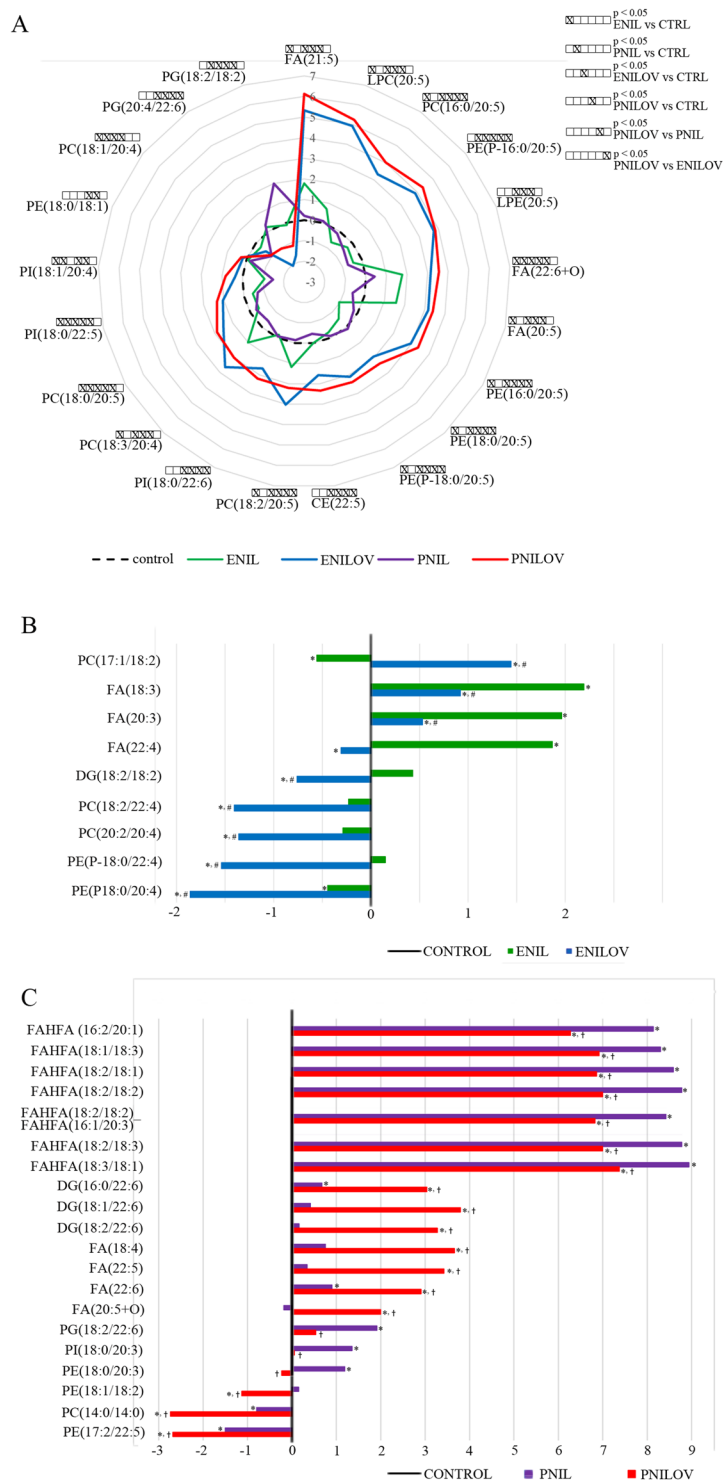 A
p < 0.05
ENIL vs CTRL
p < 0.05
PNIL vs CTRL
p < 0.05
ENILOV vs CTRL
p < 0.05
PNILOV vs CTRL
p < 0.05
PNILOV vs PNIL
p < 0.05
PNILOV vs ENILOV
FA(21:5)
LPC(20:5)
PC(16:0/20:5)
PE(P-16:0/20:5)
LPE(20:5)
FA(22:6+O)
FA(20:5)
PE(16:0/20:5)
PE(18:0/20:5)
PE(P-18:0/20:5)
CE(22:5)
PC(18:2/20:5)
PI(18:0/22:6)
PC(18:3/20:4)
PC(18:0/20:5)
PI(18:0/22:5)
PI(18:1/20:4)
PE(18:0/18:1)
PC(18:1/20:4)
PG(20:4/22:6)
PG(18:2/18:2)
7
6
5
4
3
2
1
0
-1
-2
-3
control ENIL ENILOV PNIL PNILOV
B
PC(17:1/18:2) * *, #
FA(18:3) * *, #
FA(20:3) * *, #
FA(22:4) * *
DG(18:2/18:2) *, #
PC(18:2/22:4) *, #
PC(20:2/20:4) *, #
PE(P-18:0/22:4) *, #
PE(P18:0/20:4) *, # *
-2 -1 0 1 2
CONTROL ENIL ENILOV
C
FAHFA (16:2/20:1) * *, †
FAHFA(18:1/18:3) * *, †
FAHFA(18:2/18:1) * *, †
FAHFA(18:2/18:2) * *, †
FAHFA(18:2/18:2)_
FAHFA(16:1/20:3) * *, †
FAHFA(18:2/18:3) * *, †
FAHFA(18:3/18:1) * *, †
DG(16:0/22:6) * *, †
DG(18:1/22:6) *, †
DG(18:2/22:6) *, †
FA(18:4) *, †
FA(22:5) *, †
FA(22:6) * *, †
FA(20:5+O) *, †
PG(18:2/22:6) * †
PI(18:0/20:3) * †
PE(18:0/20:3) † *
PE(18:1/18:2) *, †
PC(14:0/14:0) * *, †
PE(17:2/22:5) * *, †
-3 -2 -1 0 1 2 3 4 5 6 7 8 9
CONTROL PNIL PNILOV